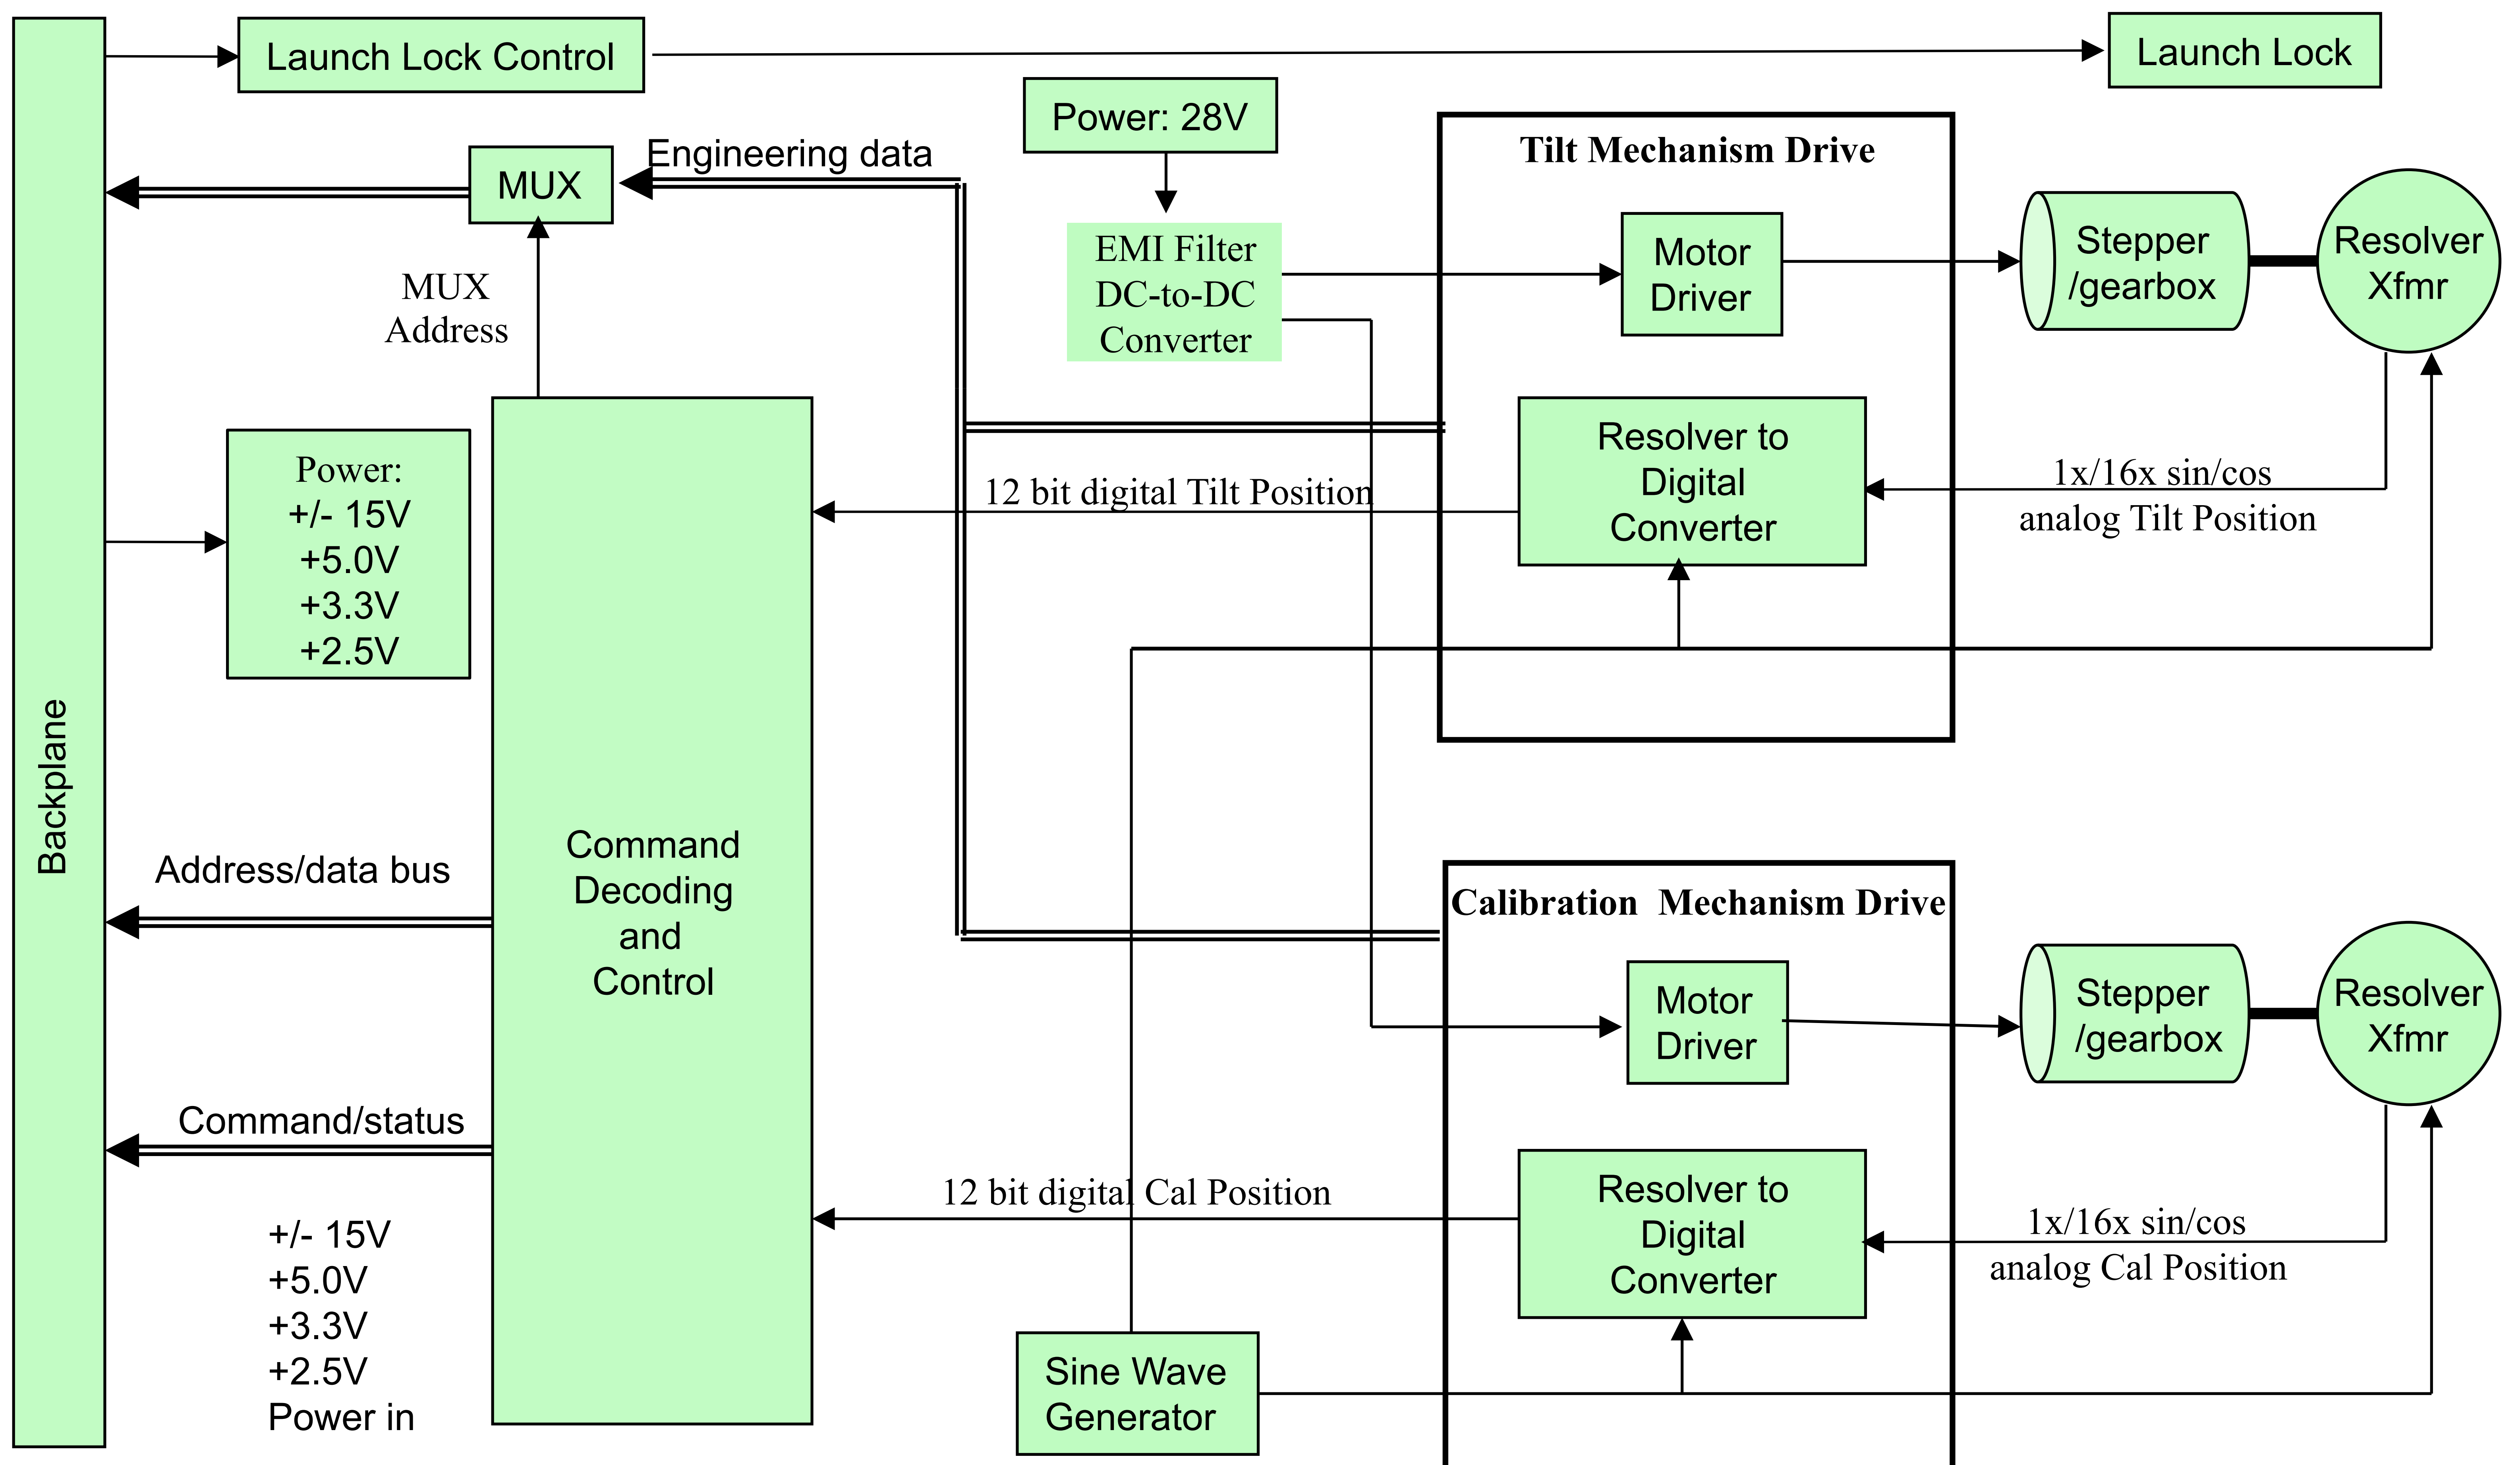 Launch Lock Control
Launch Lock
Power: 28V
Tilt Mechanism Drive
Engineering data
MUX
EMI Filter
DC-to-DC
Converter
Motor
Driver
Stepper
/gearbox
Resolver
Xfmr
MUX
Address
Resolver to
Digital
Converter
Power:
+/- 15V
+5.0V
+3.3V
+2.5V
12 bit digital Tilt Position
1x/16x sin/cos
analog Tilt Position
Backplane
Command
Decoding
and
Control
Address/data bus
Calibration  Mechanism Drive
Motor
Driver
Stepper
/gearbox
Resolver
Xfmr
Command/status
12 bit digital Cal Position
Resolver to
Digital
Converter
1x/16x sin/cos
analog Cal Position
+/- 15V
+5.0V
+3.3V
+2.5V
Power in
Sine Wave
Generator